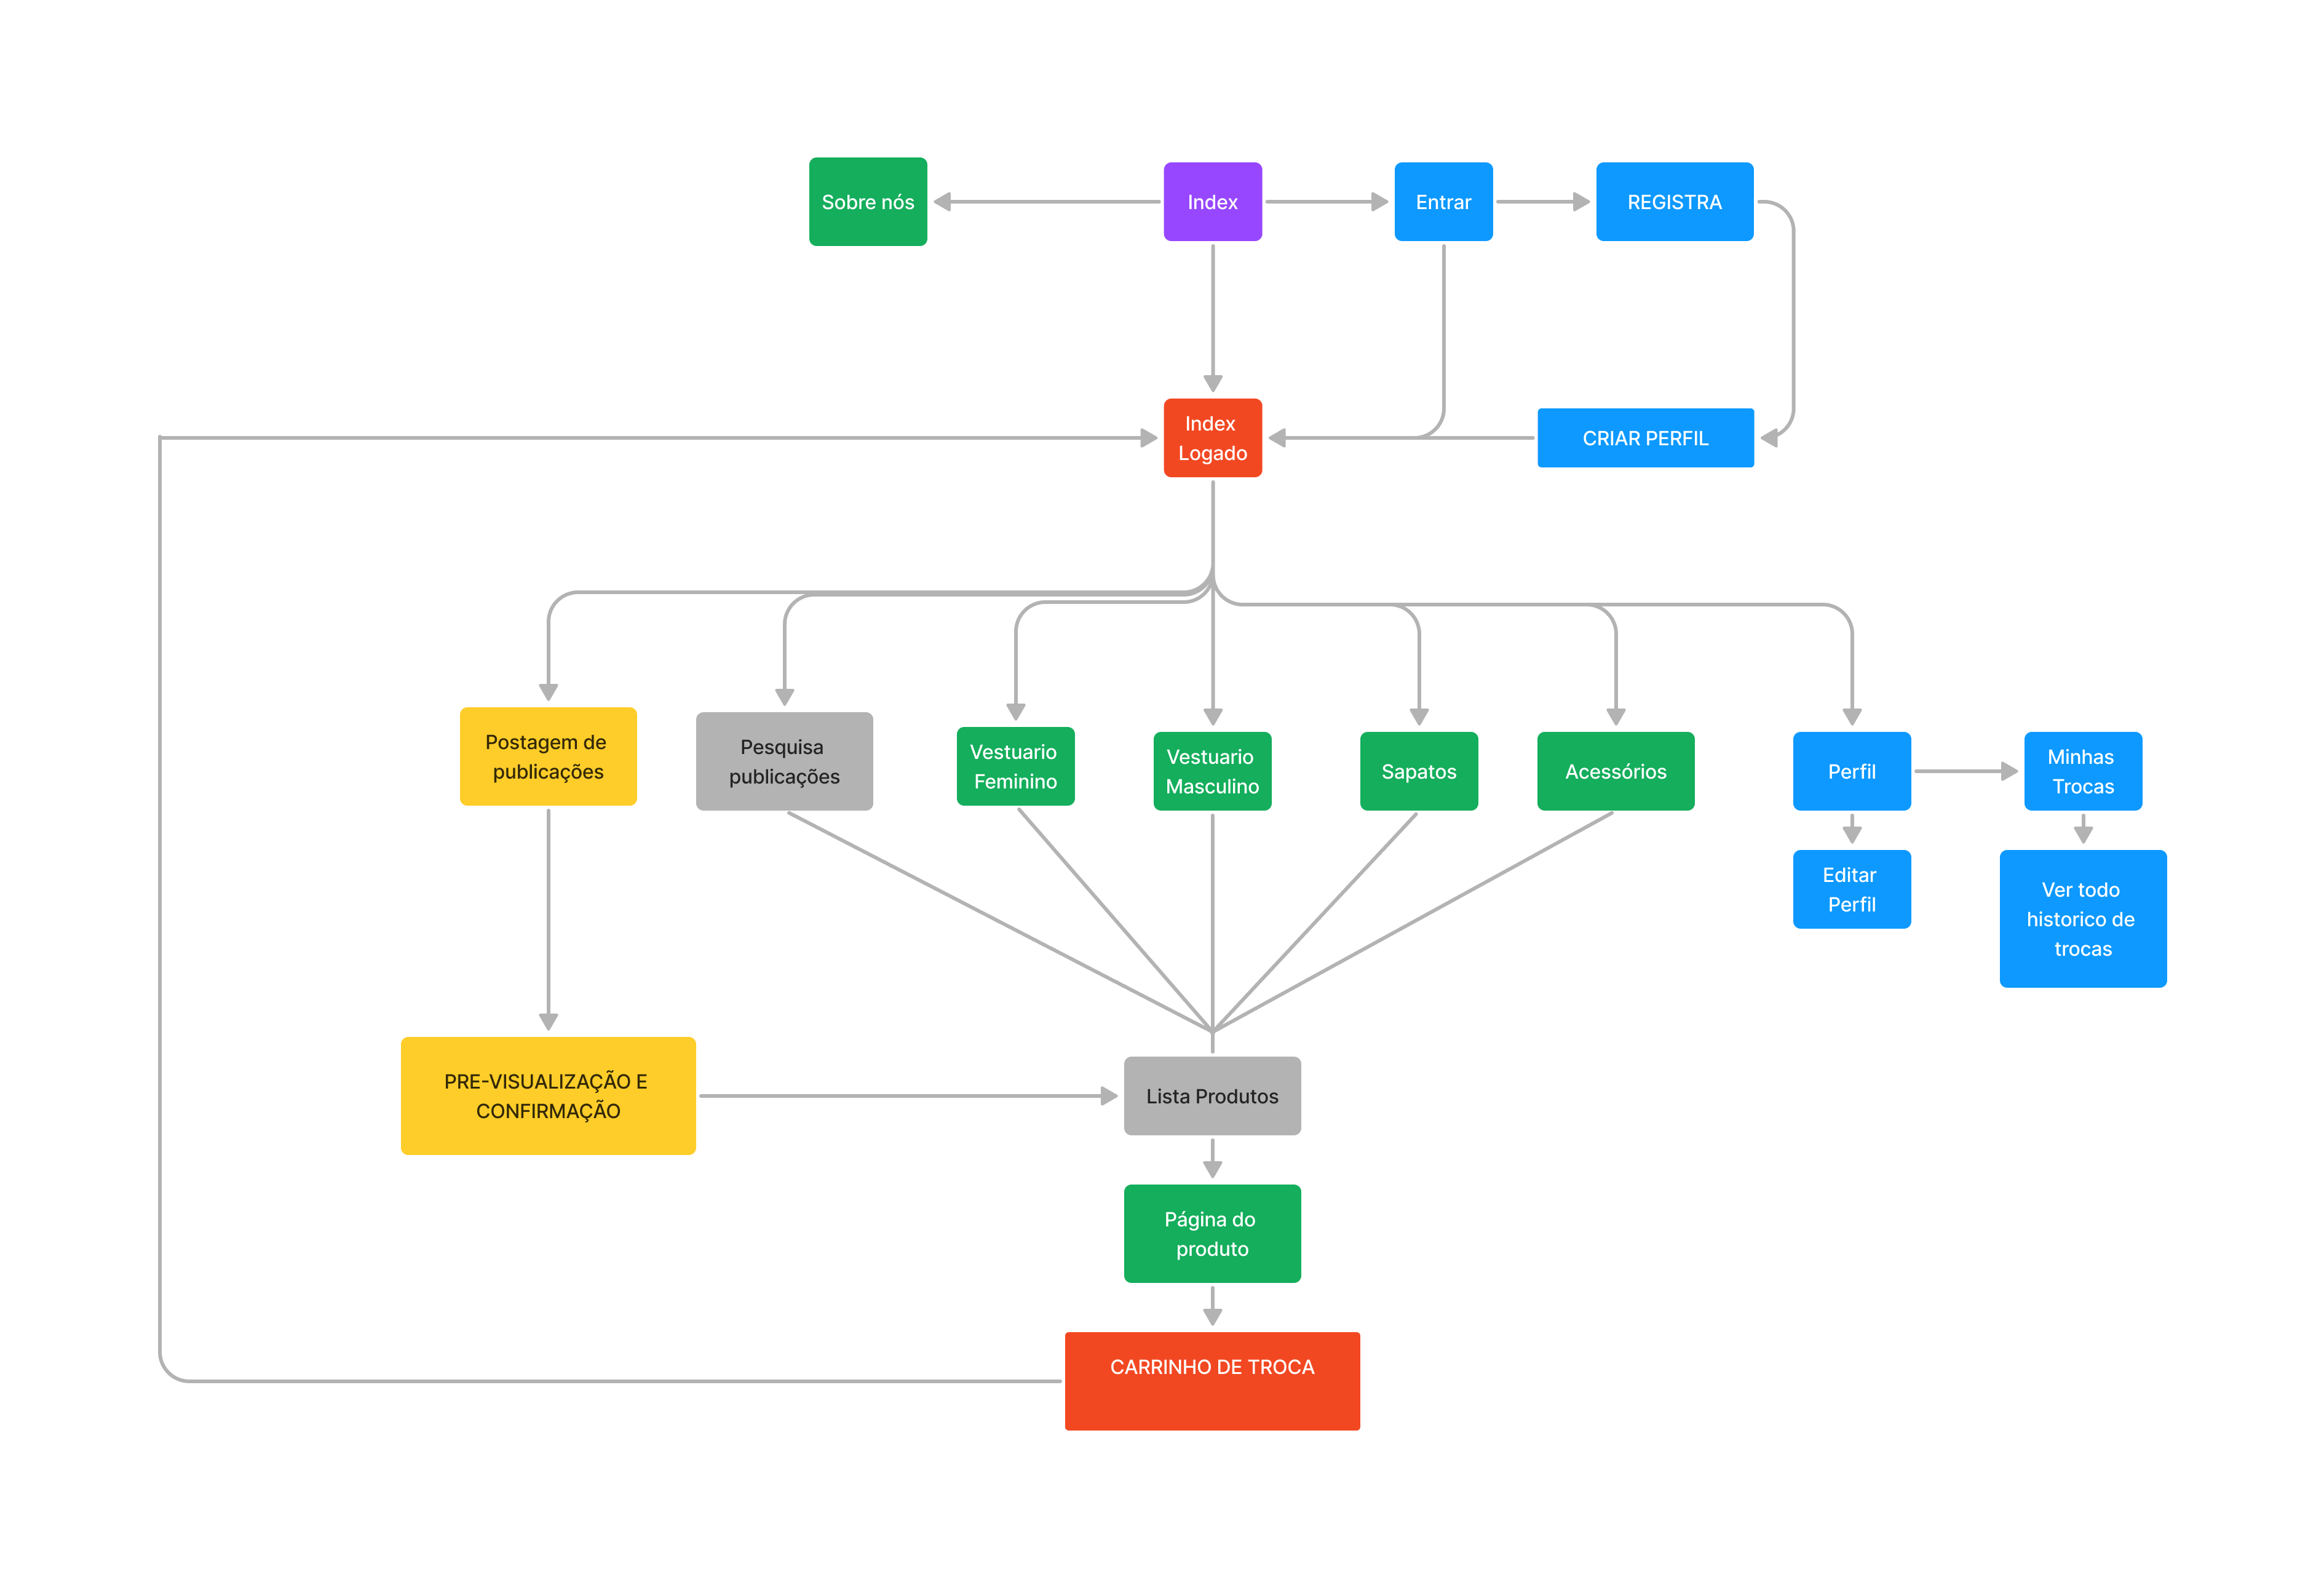 Sobre nós
Index
Entrar
REGISTRA
Index
Logado
CRIAR PERFIL
Postagem de
publicações
Pesquisa
publicações
Vestuario
Feminino
Vestuario
Masculino
Sapatos
Acessórios
Perfil
Minhas
Trocas
Editar
Perfil
Ver todo
historico de
trocas
PRE-VISUALIZAÇÃO E
CONFIRMAÇÃO
Lista Produtos
Página do
produto
CARRINHO DE TROCA